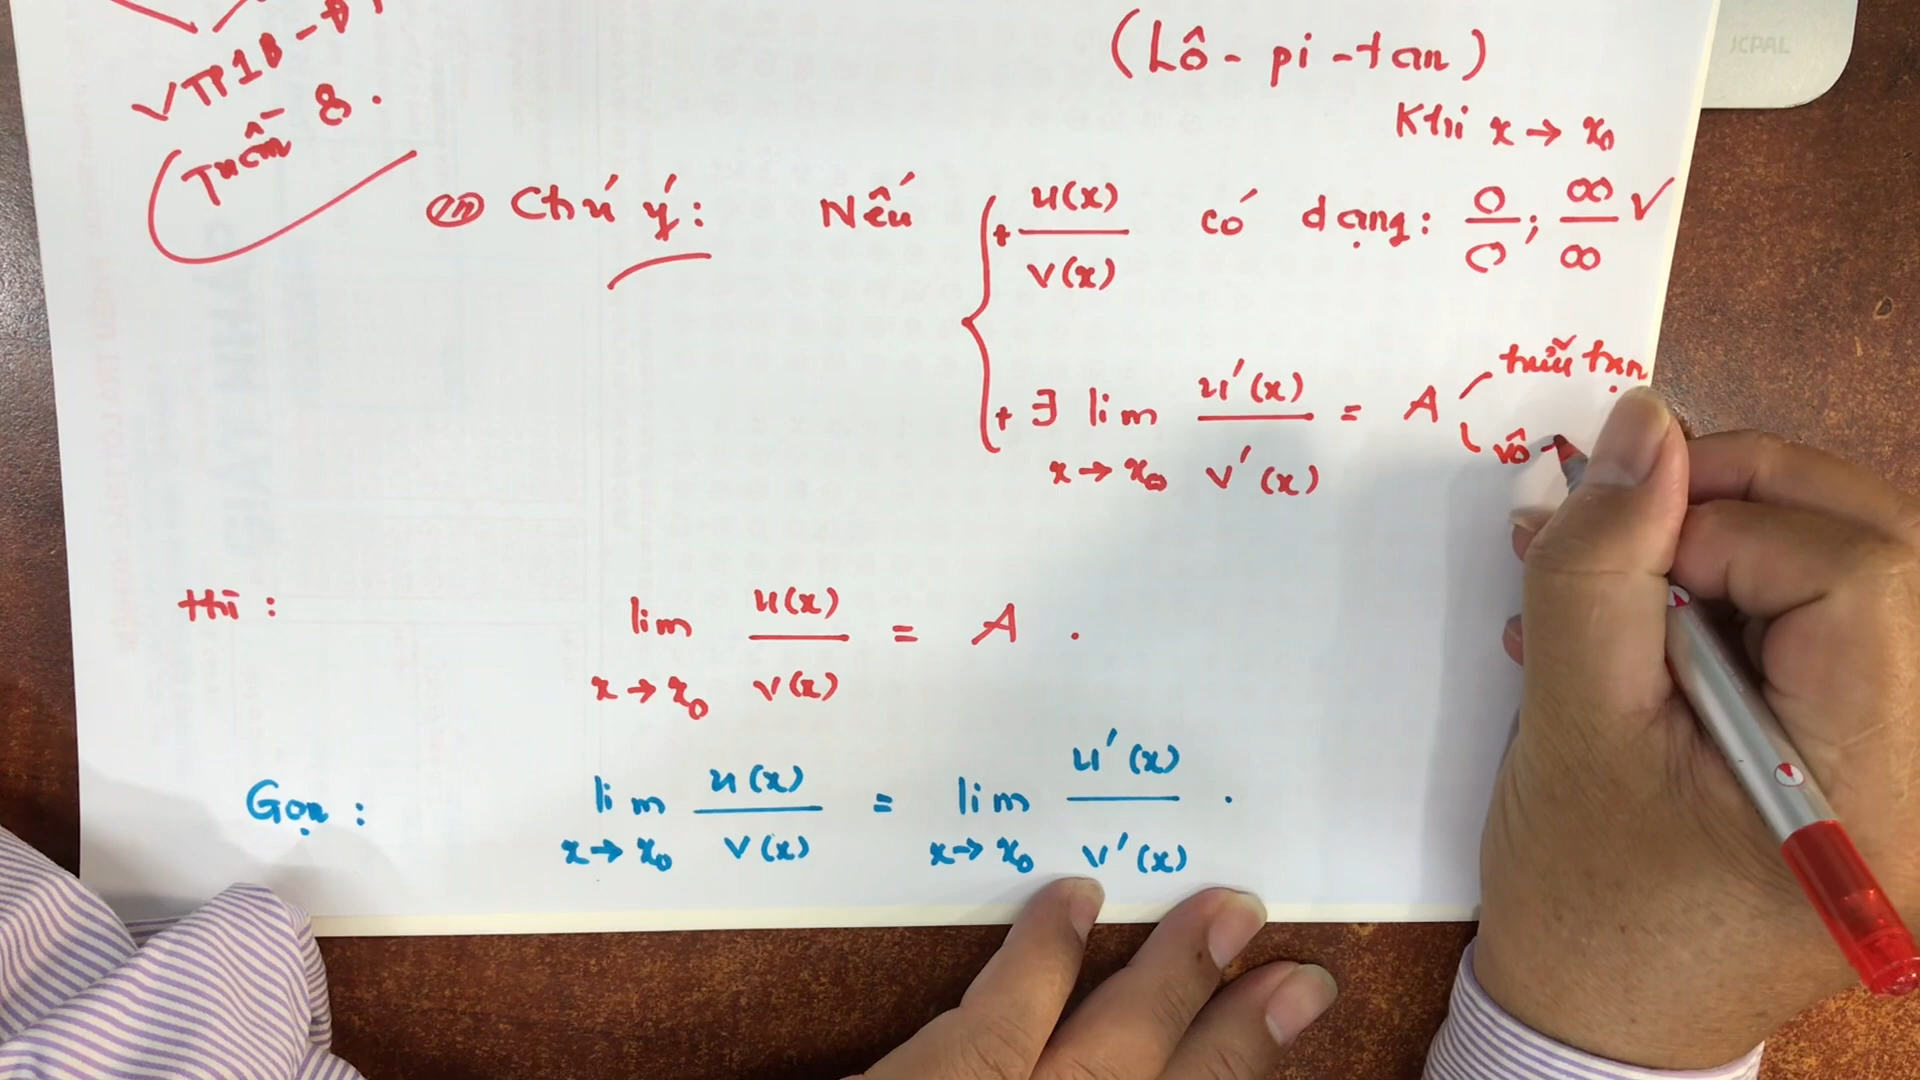 VTP1B - Đ
Tuần 8.
(Lô - pi - tan)
Khi x → x₀
Chú ý: Nếu + u(x)/v(x) có dạng: 0/0; ∞/∞ ✓
+ ∃ lim x→x₀ u'(x)/v'(x) = A
hữu hạn
vô
thì: lim x→x₀ u(x)/v(x) = A.
Gọn: lim x→x₀ u(x)/v(x) = lim x→x₀ u'(x)/v'(x).
JCPAL